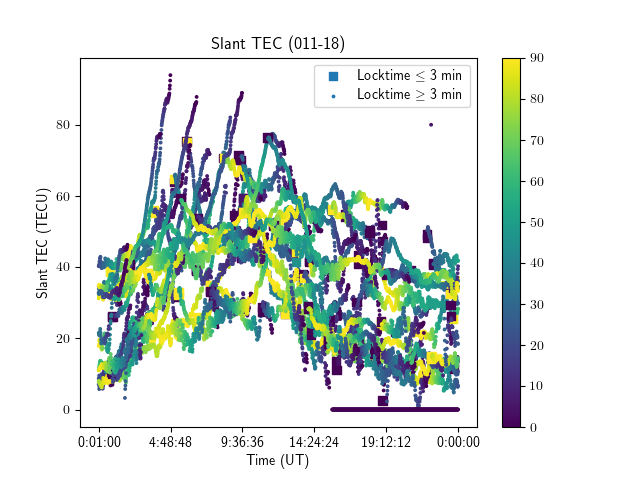 Slant TEC (011-18)
Locktime ≤ 3 min
Locktime ≥ 3 min
Slant TEC (TECU)
80
60
40
20
0
0:01:00 4:48:48 9:36:36 14:24:24 19:12:12 0:00:00
Time (UT)
90
80
70
60
50
40
30
20
10
0